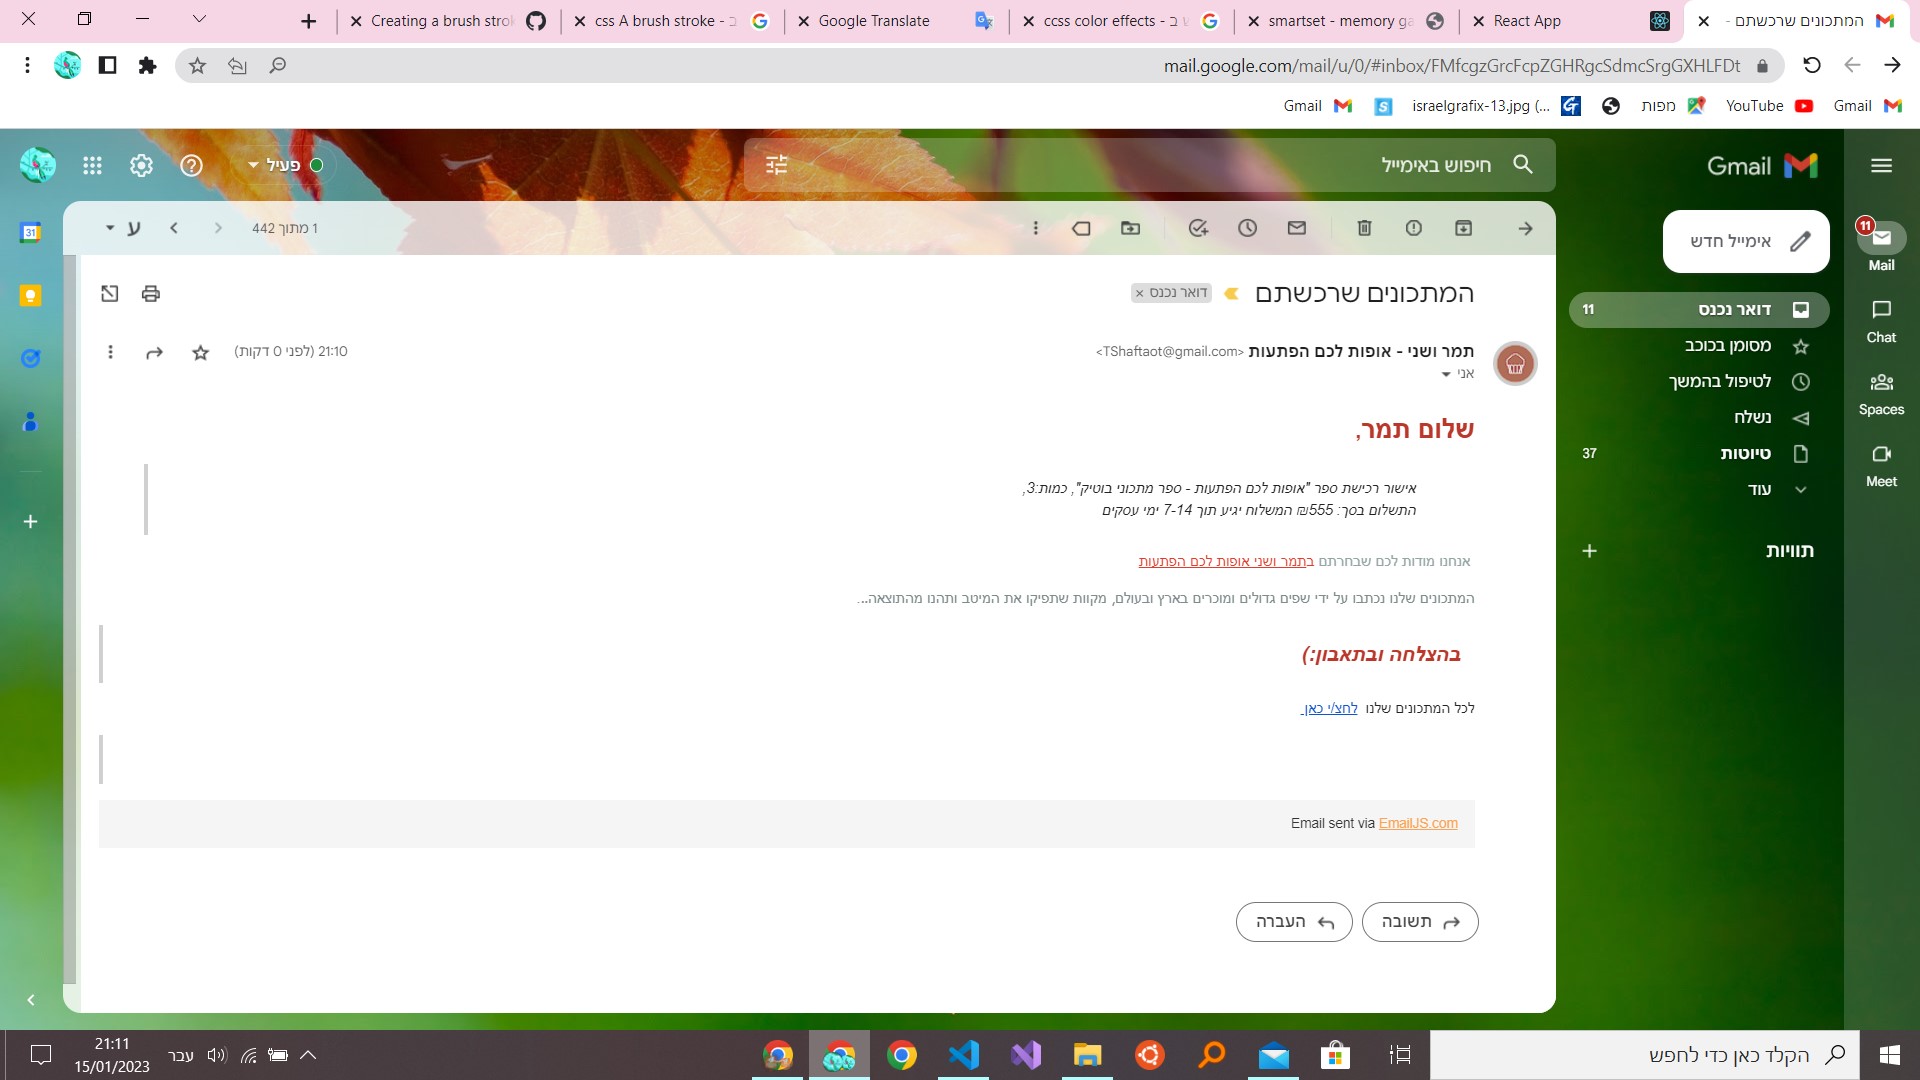 המתכונים שרכשתם -
React App
smartset - memory ga
ccss color effects - ש ב
Google Translate
css A brush stroke - ב
Creating a brush strok
mail.google.com/mail/u/0/#inbox/FMfcgzGrcFcpZGHRgcSdmcSrgGXHLFDt
Gmail
YouTube
מפות
israelgrafix-13.jpg (...
Gmail
Gmail
חיפוש באימייל
פעיל
אימייל חדש
11
Mail
Chat
Spaces
Meet
דואר נכנס 11
מסומן בכוכב
לטיפול בהמשך
נשלח
טיוטות 37
עוד
תוויות
1 מתוך 442
ע
31
המתכונים שרכשתם
דואר נכנס ×
תמר ושני - אופות לכם הפתעות <TShaftaot@gmail.com>
21:10 (לפני 0 דקות)
אני
שלום תמר,
אישור רכישת ספר "אופות לכם הפתעות - ספר מתכוני בוטיק", כמות:3,
התשלום בסך: 555₪ המשלוח יגיע תוך 7-14 ימי עסקים
אנחנו מודות לכם שבחרתם בתמר ושני אופות לכם הפתעות
המתכונים שלנו נכתבו על ידי שפים גדולים ומוכרים בארץ ובעולם, מקוות שתפיקו את המיטב ותהנו מהתוצאה...
בהצלחה ובתאבון:)
לכל המתכונים שלנו לחצ/י כאן
Email sent via EmailJS.com
תשובה
העברה
הקלד כאן כדי לחפש
עבר
21:11
15/01/2023